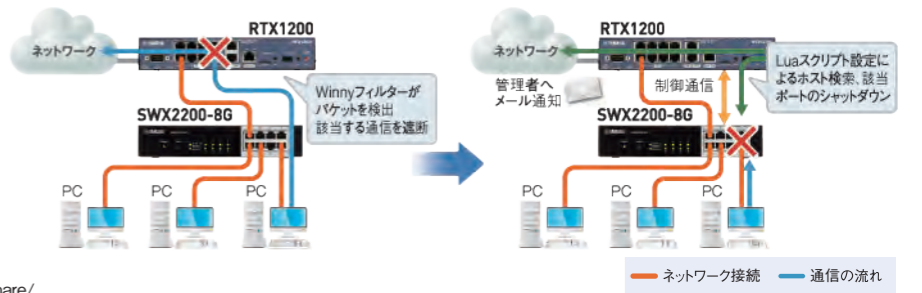 RTX1200
ネットワーク
Winnyフィルターが
パケットを検出
該当する通信を遮断
SWX2200-8G
PC
PC
PC
RTX1200
ネットワーク
管理者へ
メール通知
制御通信
Luaスクリプト設定に
よるホスト検索、該当
ポートのシャットダウン
SWX2200-8G
PC
PC
PC
ネットワーク接続
通信の流れ
are/